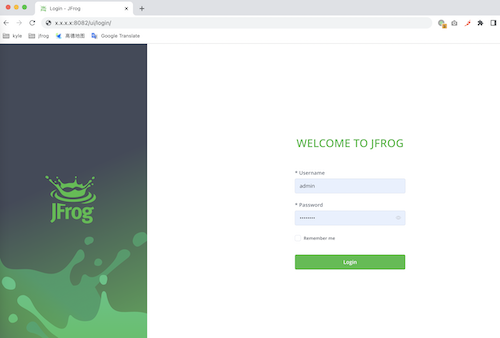 Login - JFrog
x.x.x.x:8082/ui/login/
kyle
jfrog
高德地图
Google Translate
JFrog
WELCOME TO JFROG
* Username
admin
* Password
••••••••
Remember me
Login